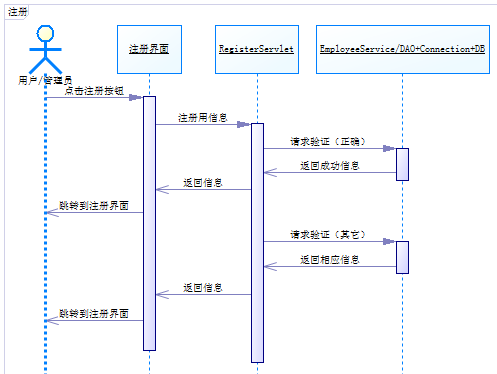 注册
注册界面
RegisterServlet
EmployeeService/DAO+Connection+DB
用户/管理员
点击注册按钮
注册用信息
请求验证（正确）
返回成功信息
返回信息
跳转到注册界面
请求验证（其它）
返回相应信息
返回信息
跳转到注册界面